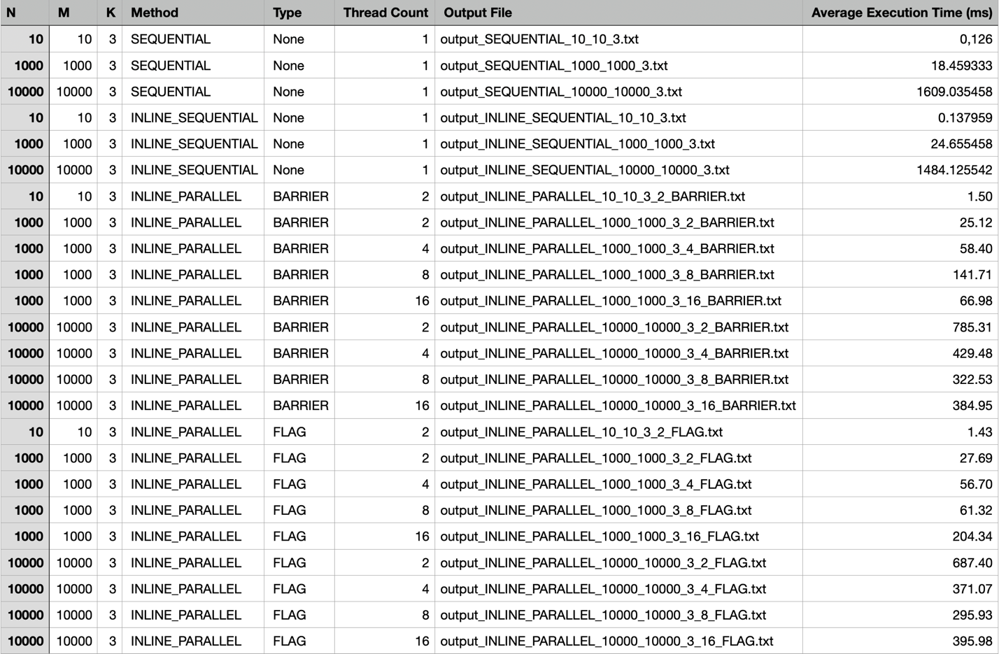 N M K Method Type Thread Count Output File Average Execution Time (ms)
10 10 3 SEQUENTIAL None 1 output_SEQUENTIAL_10_10_3.txt 0,126
1000 1000 3 SEQUENTIAL None 1 output_SEQUENTIAL_1000_1000_3.txt 18.459333
10000 10000 3 SEQUENTIAL None 1 output_SEQUENTIAL_10000_10000_3.txt 1609.035458
10 10 3 INLINE_SEQUENTIAL None 1 output_INLINE_SEQUENTIAL_10_10_3.txt 0.137959
1000 1000 3 INLINE_SEQUENTIAL None 1 output_INLINE_SEQUENTIAL_1000_1000_3.txt 24.655458
10000 10000 3 INLINE_SEQUENTIAL None 1 output_INLINE_SEQUENTIAL_10000_10000_3.txt 1484.125542
10 10 3 INLINE_PARALLEL BARRIER 2 output_INLINE_PARALLEL_10_10_3_2_BARRIER.txt 1.50
1000 1000 3 INLINE_PARALLEL BARRIER 2 output_INLINE_PARALLEL_1000_1000_3_2_BARRIER.txt 25.12
1000 1000 3 INLINE_PARALLEL BARRIER 4 output_INLINE_PARALLEL_1000_1000_3_4_BARRIER.txt 58.40
1000 1000 3 INLINE_PARALLEL BARRIER 8 output_INLINE_PARALLEL_1000_1000_3_8_BARRIER.txt 141.71
1000 1000 3 INLINE_PARALLEL BARRIER 16 output_INLINE_PARALLEL_1000_1000_3_16_BARRIER.txt 66.98
10000 10000 3 INLINE_PARALLEL BARRIER 2 output_INLINE_PARALLEL_10000_10000_3_2_BARRIER.txt 785.31
10000 10000 3 INLINE_PARALLEL BARRIER 4 output_INLINE_PARALLEL_10000_10000_3_4_BARRIER.txt 429.48
10000 10000 3 INLINE_PARALLEL BARRIER 8 output_INLINE_PARALLEL_10000_10000_3_8_BARRIER.txt 322.53
10000 10000 3 INLINE_PARALLEL BARRIER 16 output_INLINE_PARALLEL_10000_10000_3_16_BARRIER.txt 384.95
10 10 3 INLINE_PARALLEL FLAG 2 output_INLINE_PARALLEL_10_10_3_2_FLAG.txt 1.43
1000 1000 3 INLINE_PARALLEL FLAG 2 output_INLINE_PARALLEL_1000_1000_3_2_FLAG.txt 27.69
1000 1000 3 INLINE_PARALLEL FLAG 4 output_INLINE_PARALLEL_1000_1000_3_4_FLAG.txt 56.70
1000 1000 3 INLINE_PARALLEL FLAG 8 output_INLINE_PARALLEL_1000_1000_3_8_FLAG.txt 61.32
1000 1000 3 INLINE_PARALLEL FLAG 16 output_INLINE_PARALLEL_1000_1000_3_16_FLAG.txt 204.34
10000 10000 3 INLINE_PARALLEL FLAG 2 output_INLINE_PARALLEL_10000_10000_3_2_FLAG.txt 687.40
10000 10000 3 INLINE_PARALLEL FLAG 4 output_INLINE_PARALLEL_10000_10000_3_4_FLAG.txt 371.07
10000 10000 3 INLINE_PARALLEL FLAG 8 output_INLINE_PARALLEL_10000_10000_3_8_FLAG.txt 295.93
10000 10000 3 INLINE_PARALLEL FLAG 16 output_INLINE_PARALLEL_10000_10000_3_16_FLAG.txt 395.98